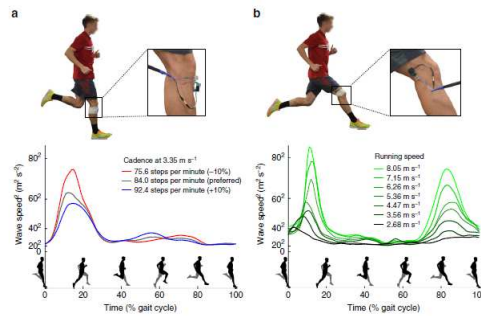 a
b
Cadence at 3.35 m s⁻¹
75.6 steps per minute (−10%)
84.0 steps per minute (preferred)
92.4 steps per minute (+10%)
Wave speed² (m² s⁻²)
80²
60²
40²
20²
0
0 20 40 60 80 100
Time (% gait cycle)
Running speed
8.05 m s⁻¹
7.15 m s⁻¹
6.26 m s⁻¹
5.36 m s⁻¹
4.47 m s⁻¹
3.56 m s⁻¹
2.68 m s⁻¹
Wave speed² (m² s⁻²)
80²
60²
40²
20²
0
0 20 40 60 80 100
Time (% gait cycle)